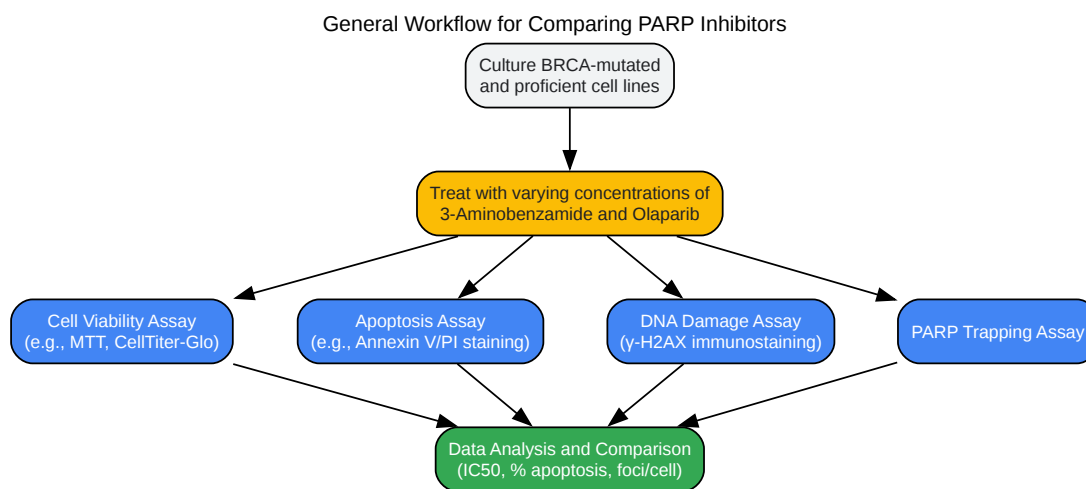 General Workflow for Comparing PARP Inhibitors
Culture BRCA-mutated
and proficient cell lines
Treat with varying concentrations of
3-Aminobenzamide and Olaparib
Cell Viability Assay
(e.g., MTT, CellTiter-Glo)
Apoptosis Assay
(e.g., Annexin V/PI staining)
DNA Damage Assay
(γ-H2AX immunostaining)
PARP Trapping Assay
Data Analysis and Comparison
(IC50, % apoptosis, foci/cell)